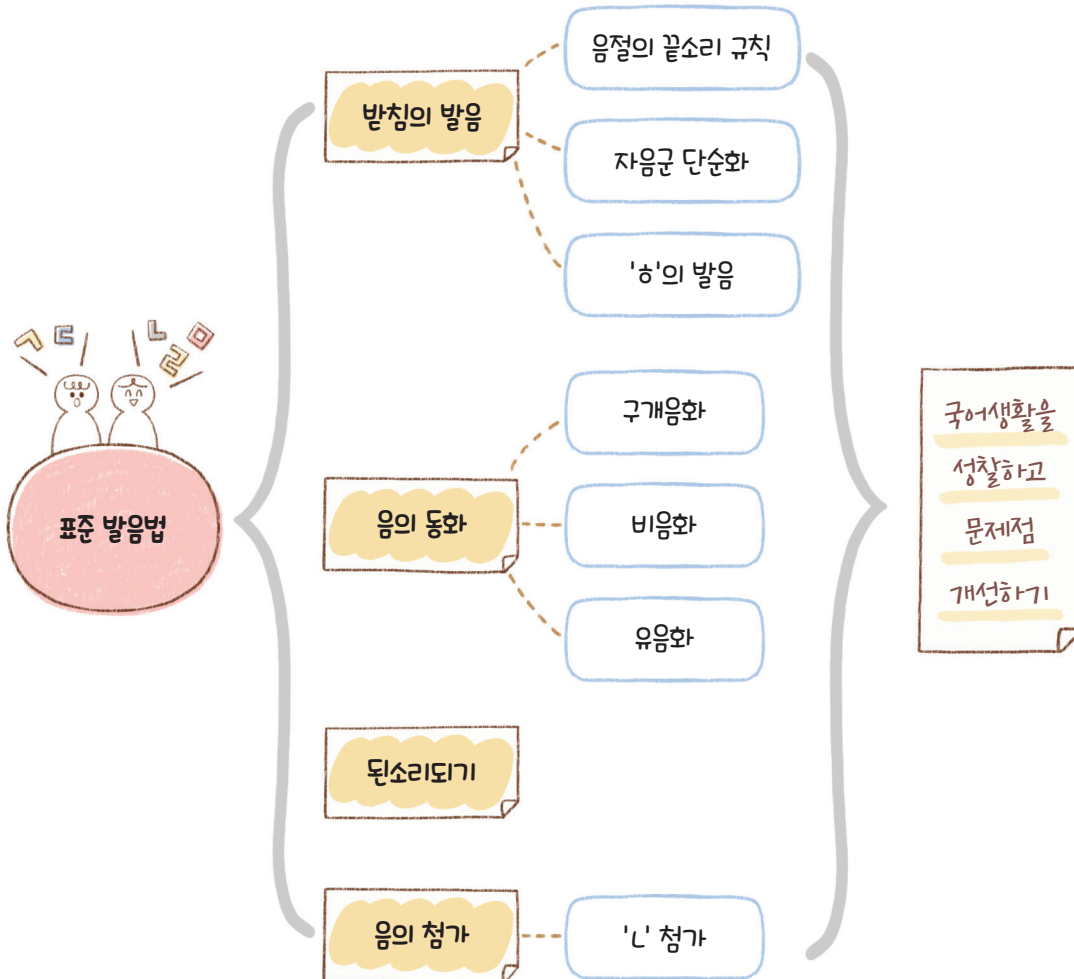 ㄱ ㄷ ㄴ ㄹ ㅁ
표준 발음법
받침의 발음
음절의 끝소리 규칙
자음군 단순화
'ㅎ'의 발음
음의 동화
구개음화
비음화
유음화
된소리되기
음의 첨가
'ㄴ' 첨가
국어생활을
성찰하고
문제점
개선하기